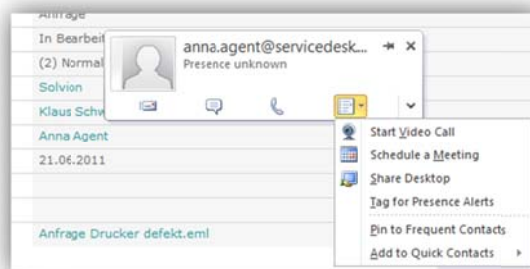 Anfrage
In Bearbeit
(2) Normal
Solvion
Klaus Schw
Anna Agent
21.06.2011
Anfrage Drucker defekt.eml
anna.agent@servicedesk...
Presence unknown
Start Video Call
Schedule a Meeting
Share Desktop
Tag for Presence Alerts
Pin to Frequent Contacts
Add to Quick Contacts